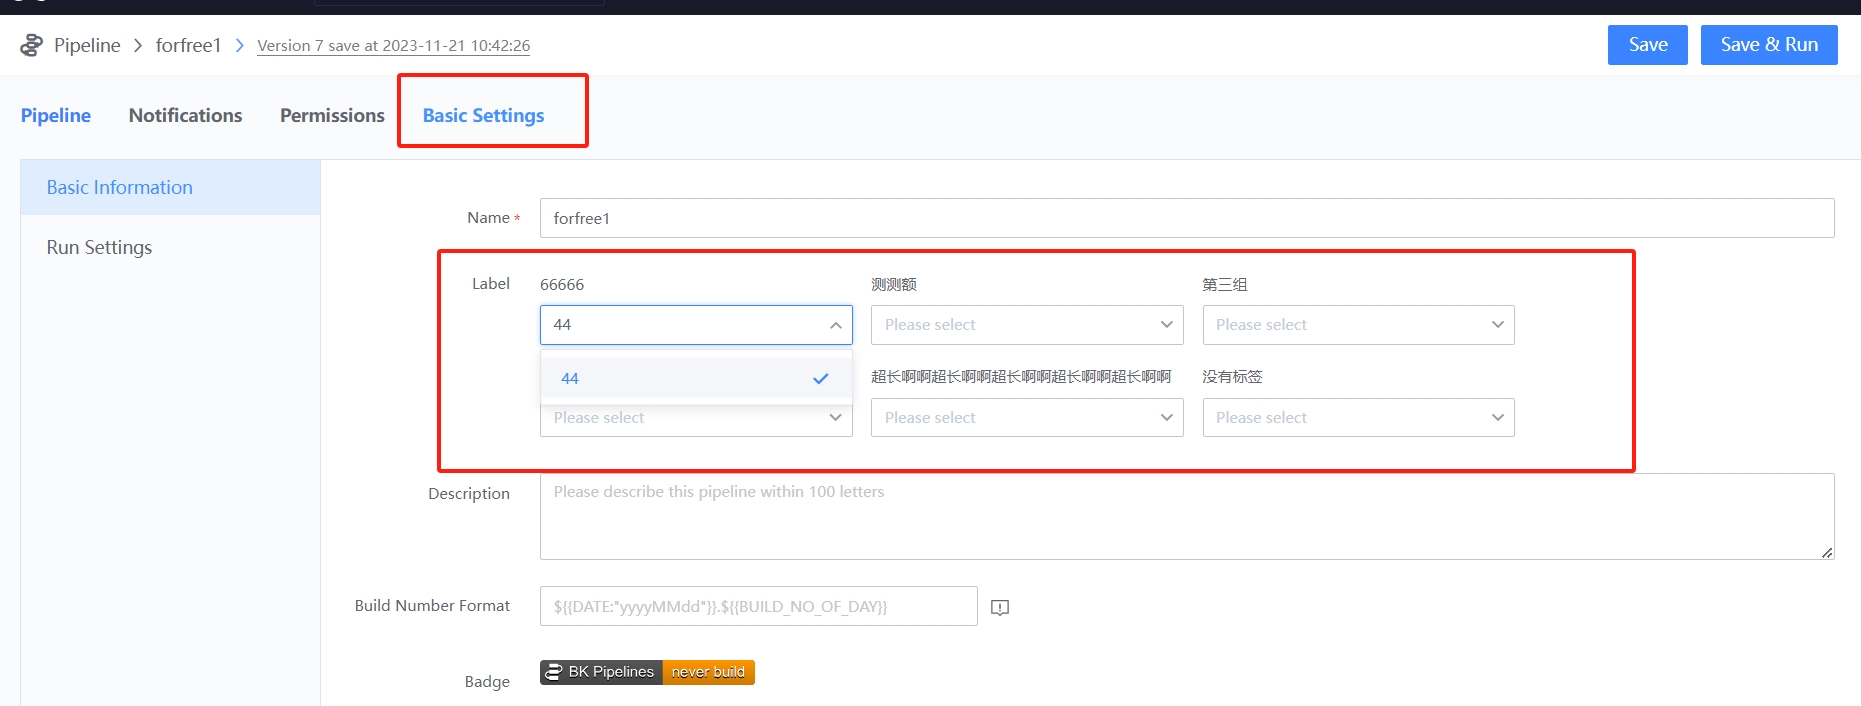 Pipeline > forfree1 > Version 7 save at 2023-11-21 10:42:26
Save
Save & Run
Pipeline
Notifications
Permissions
Basic Settings
Basic Information
Run Settings
Name *
forfree1
Label
66666
测测额
第三组
44
Please select
Please select
44
超长啊啊超长啊啊超长啊啊超长啊啊超长啊啊
没有标签
Please select
Please select
Please select
Description
Please describe this pipeline within 100 letters
Build Number Format
${{DATE:"yyyyMMdd"}}.${{BUILD_NO_OF_DAY}}
Badge
BK Pipelines
never build